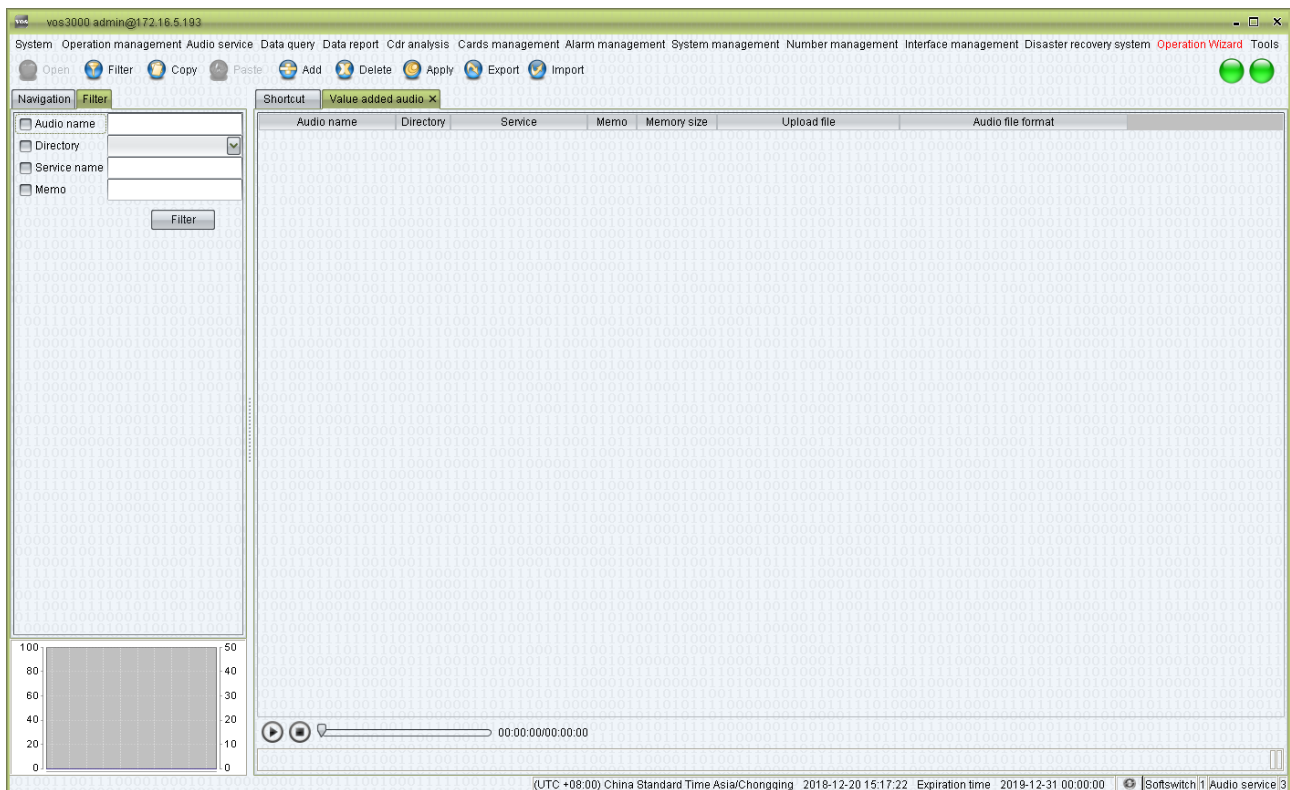 vos vos3000 admin@172.16.5.193
System Operation management Audio service Data query Data report Cdr analysis Cards management Alarm management System management Number management Interface management Disaster recovery system Operation Wizard Tools
Open Filter Copy Paste Add Delete Apply Export Import
Navigation Filter Shortcut Value added audio
Audio name
Directory
Service name
Memo
Filter
Audio name Directory Service Memo Memory size Upload file Audio file format
100 50
80 40
60 30
40 20
20 10
0 0
00:00:00/00:00:00
(UTC +08:00) China Standard Time Asia/Chongqing 2018-12-20 15:17:22 Expiration time 2019-12-31 00:00:00 Softswitch 1 Audio service 3